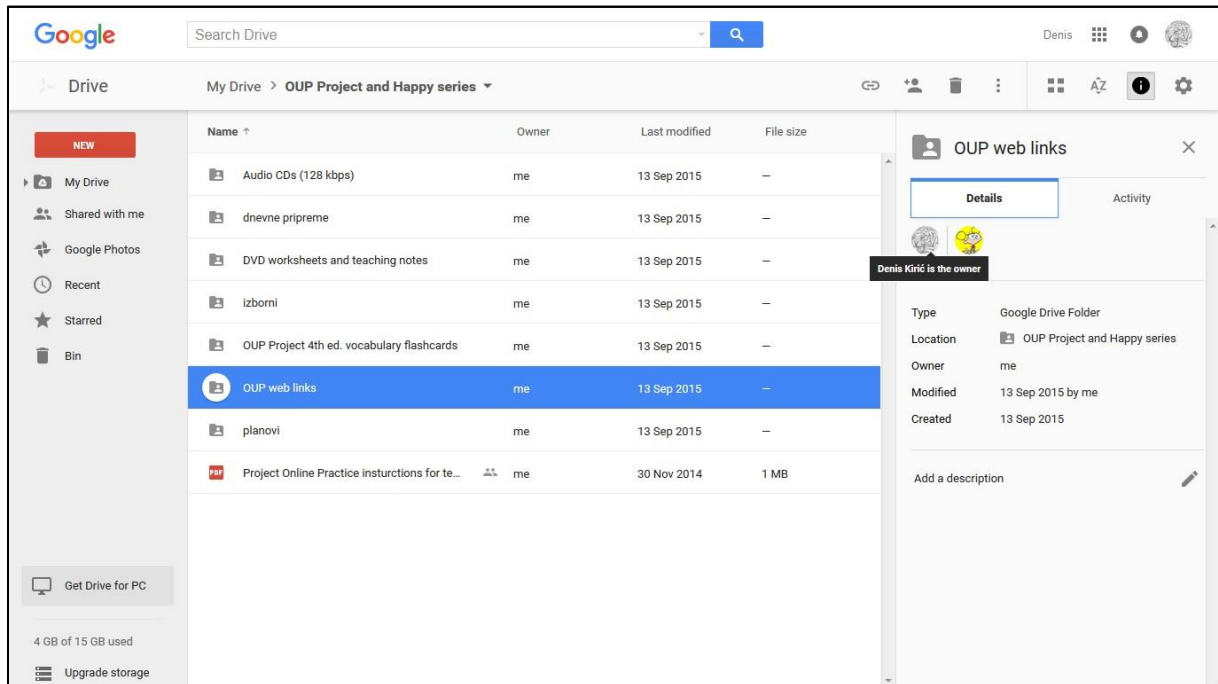 Google
Search Drive
Denis
Drive
My Drive > OUP Project and Happy series
NEW
My Drive
Shared with me
Google Photos
Recent
Starred
Bin
Get Drive for PC
4 GB of 15 GB used
Upgrade storage
Name ↑ Owner Last modified File size
Audio CDs (128 kbps) me 13 Sep 2015 –
dnevne pripreme me 13 Sep 2015 –
DVD worksheets and teaching notes me 13 Sep 2015 –
izborni me 13 Sep 2015 –
OUP Project 4th ed. vocabulary flashcards me 13 Sep 2015 –
OUP web links me 13 Sep 2015 –
planovi me 13 Sep 2015 –
PDF Project Online Practice insturctions for te... me 30 Nov 2014 1 MB
OUP web links
Details Activity
Denis Kirić is the owner
Type Google Drive Folder
Location OUP Project and Happy series
Owner me
Modified 13 Sep 2015 by me
Created 13 Sep 2015
Add a description